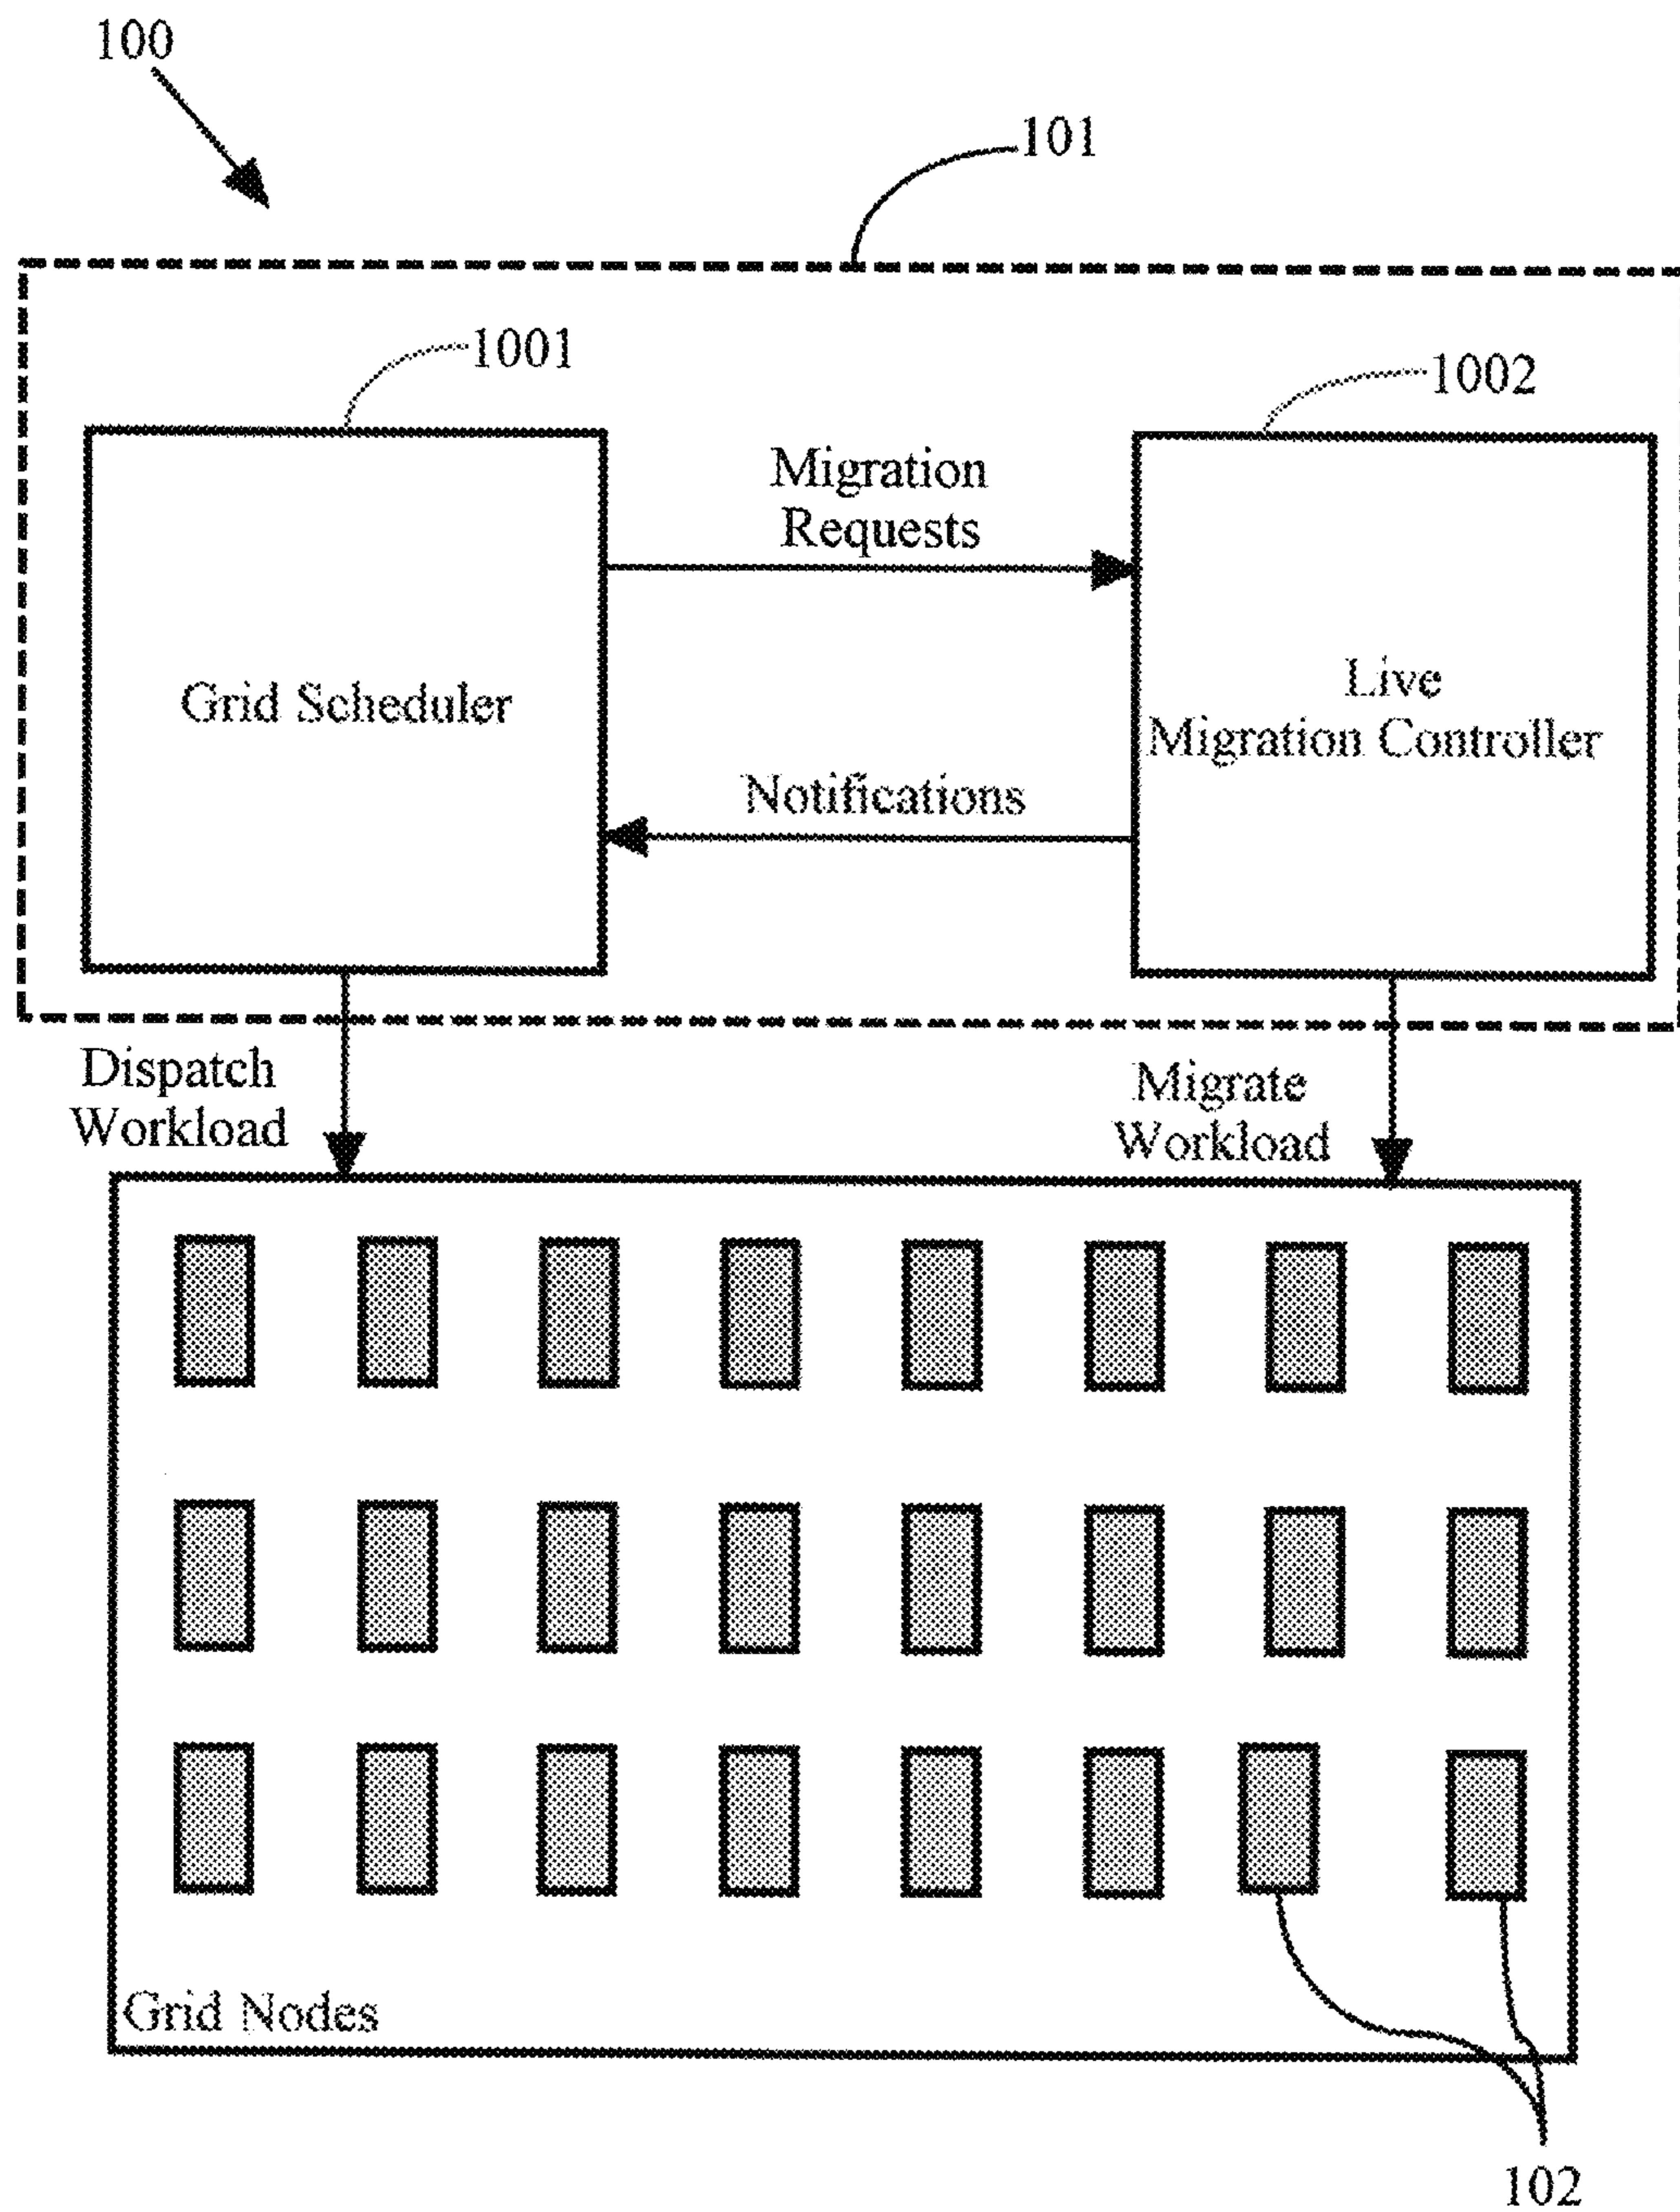 100
101
1001
1002
Migration
Requests
Grid Scheduler
Live
Migration Controller
Notifications
Dispatch
Workload
Migrate
Workload
Grid Nodes
102